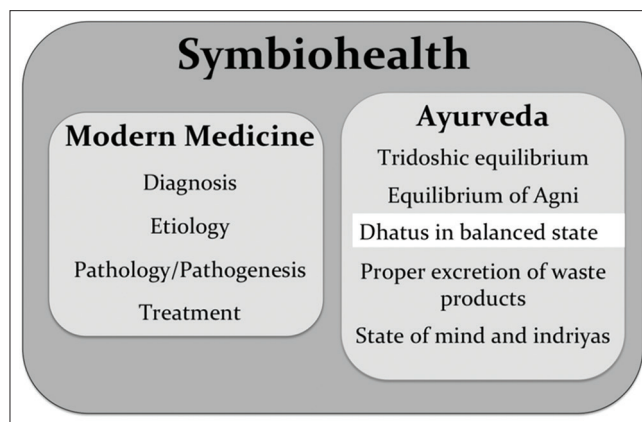 Symbiohealth
Modern Medicine
Diagnosis
Etiology
Pathology/Pathogenesis
Treatment
Ayurveda
Tridoshic equilibrium
Equilibrium of Agni
Dhatus in balanced state
Proper excretion of waste
products
State of mind and indriyas